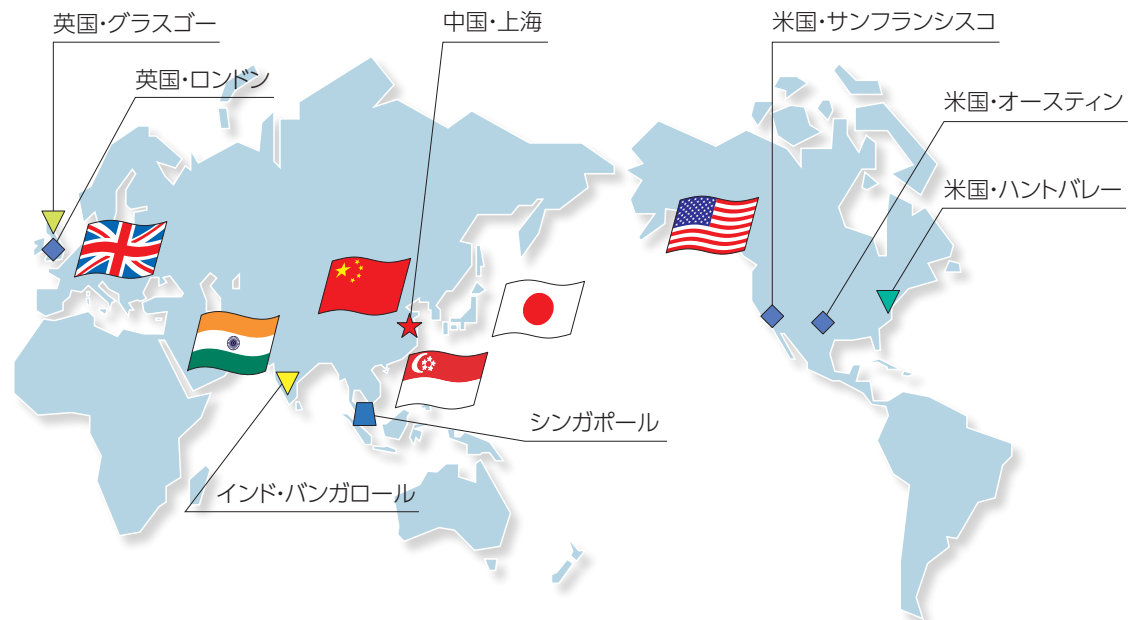 英国・グラスゴー
中国・上海
米国・サンフランシスコ
英国・ロンドン
米国・オースティン
米国・ハントバレー
シンガポール
インド・バンガロール